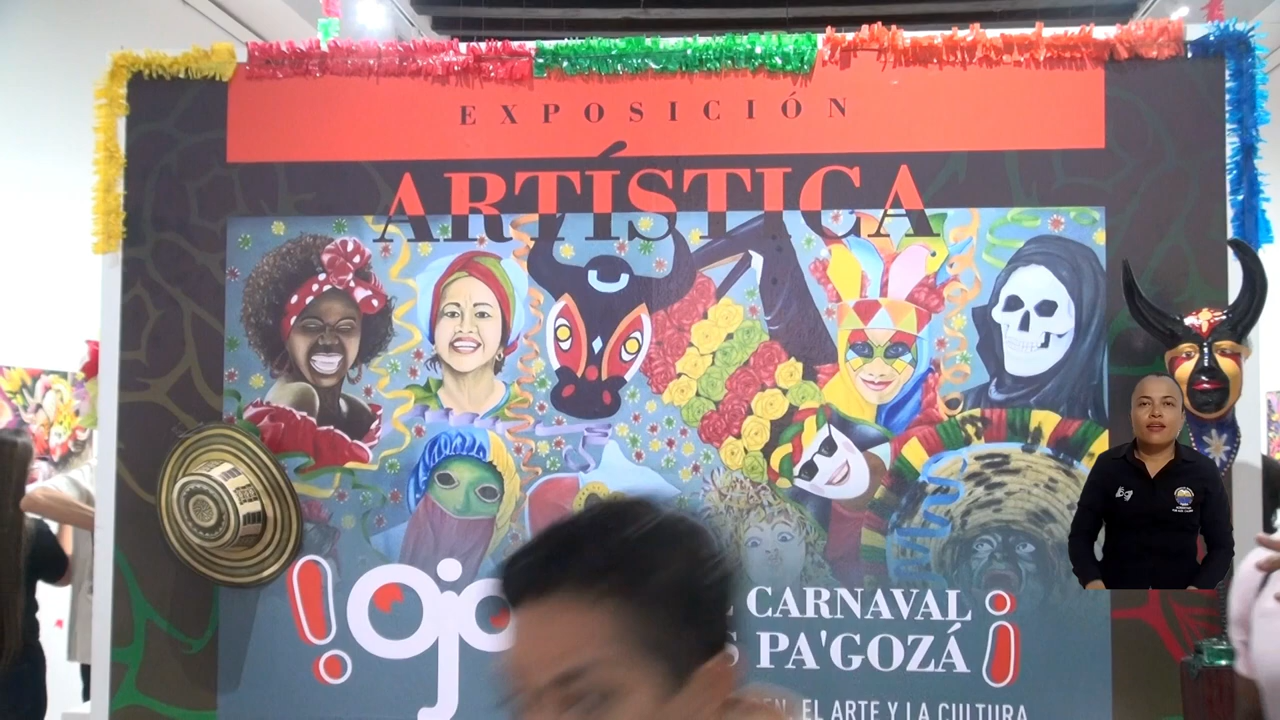 EXPOSICIÓN
ARTÍSTICA
!ojo
CARNAVAL
PA'GOZÁ ¡
EL ARTE Y LA CULTURA